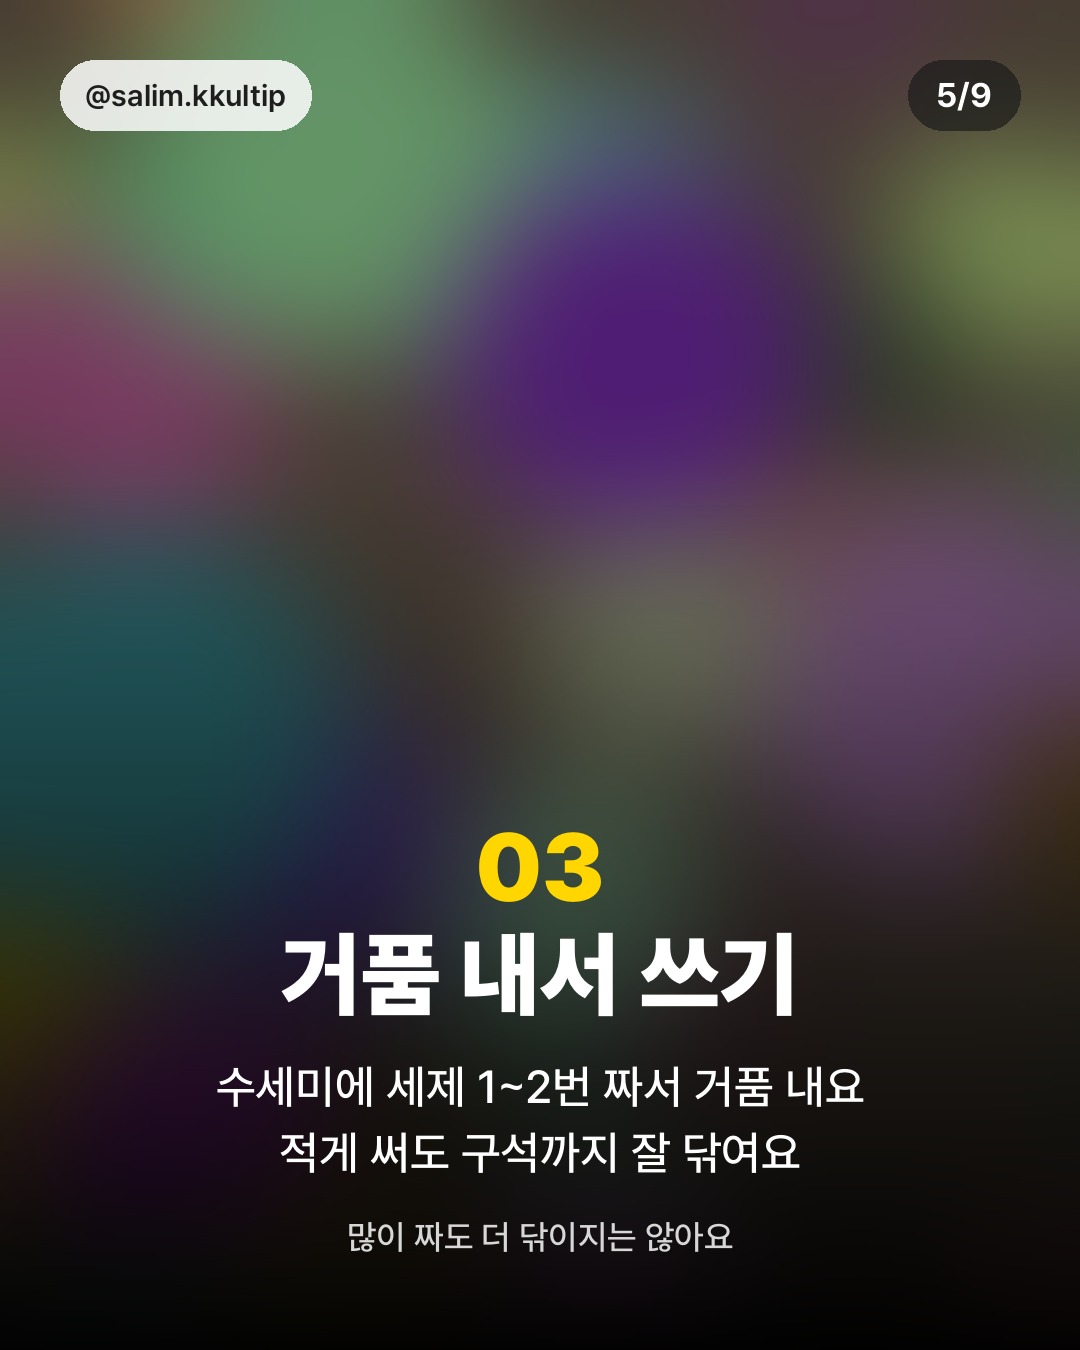 @salim.kkultip
5/9
03
거품 내서 쓰기
수세미에 세제 1~2번 짜서 거품 내요
적게 써도 구석까지 잘 닦여요
많이 짜도 더 닦이지는 않아요